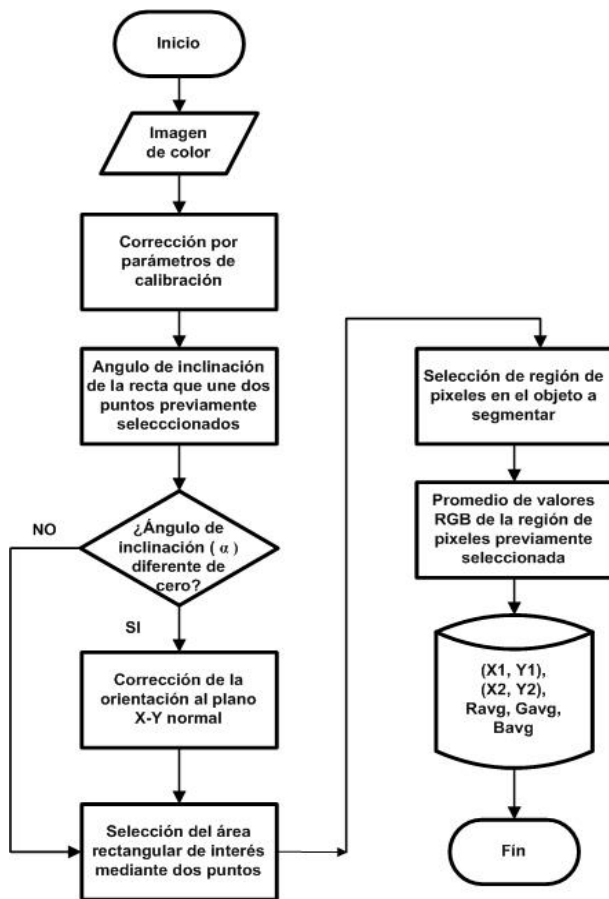 Inicio
Imagen
de color
Corrección por
parámetros de
calibración
Angulo de inclinación
de la recta que une dos
puntos previamente
selecccionados
¿Ángulo de
inclinación ( α )
diferente de
cero?
NO
SI
Corrección de la
orientación al plano
X-Y normal
Selección del área
rectangular de interés
mediante dos puntos
Selección de región de
pixeles en el objeto a
segmentar
Promedio de valores
RGB de la región de
pixeles previamente
seleccionada
(X1, Y1),
(X2, Y2),
Ravg, Gavg,
Bavg
Fín